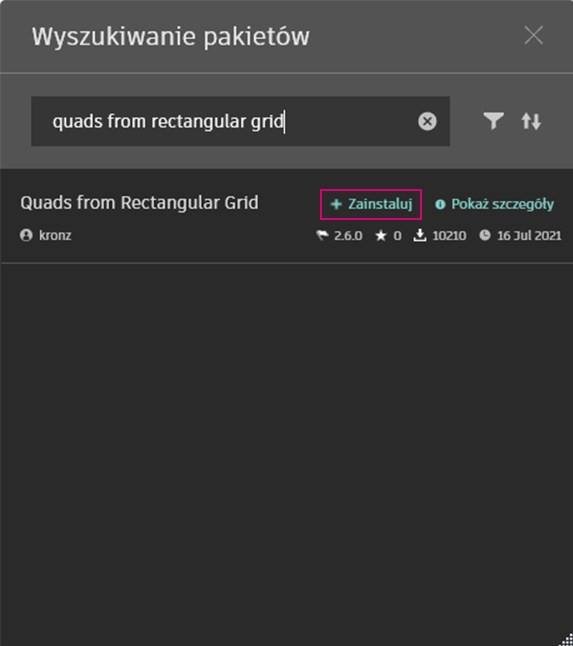 Wyszukiwanie pakietów
quads from rectangular grid
Quads from Rectangular Grid
Zainstaluj
Pokaż szczegóły
kronz
2.6.0
0
10210
16 Jul 2021